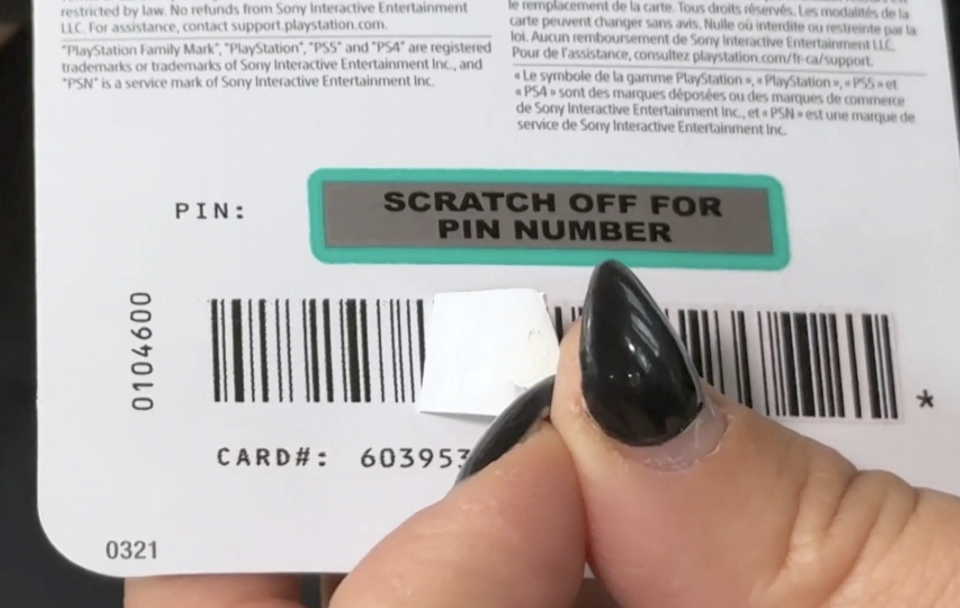 restricted by law. No refunds from Sony Interactive Entertainment
LLC. For assistance, contact support.playstation.com.
"PlayStation Family Mark", "PlayStation", "PS5" and "PS4" are registered
trademarks or trademarks of Sony Interactive Entertainment Inc., and
"PSN" is a service mark of Sony Interactive Entertainment Inc.
le remplacement de la carte. Tous droits réservés. Les modalités de la
carte peuvent changer sans avis. Nulle où interdite ou restreinte par la
loi. Aucun remboursement de Sony Interactive Entertainment LLC.
Pour de l'assistance, consultez playstation.com/fr-ca/support.
« Le symbole de la gamme PlayStation », « PlayStation », « PS5 » et
« PS4 » sont des marques déposées ou des marques de commerce
de Sony Interactive Entertainment Inc., et « PSN » est une marque de
service de Sony Interactive Entertainment Inc.
PIN:
SCRATCH OFF FOR
PIN NUMBER
0104600
*
CARD#: 603953
0321